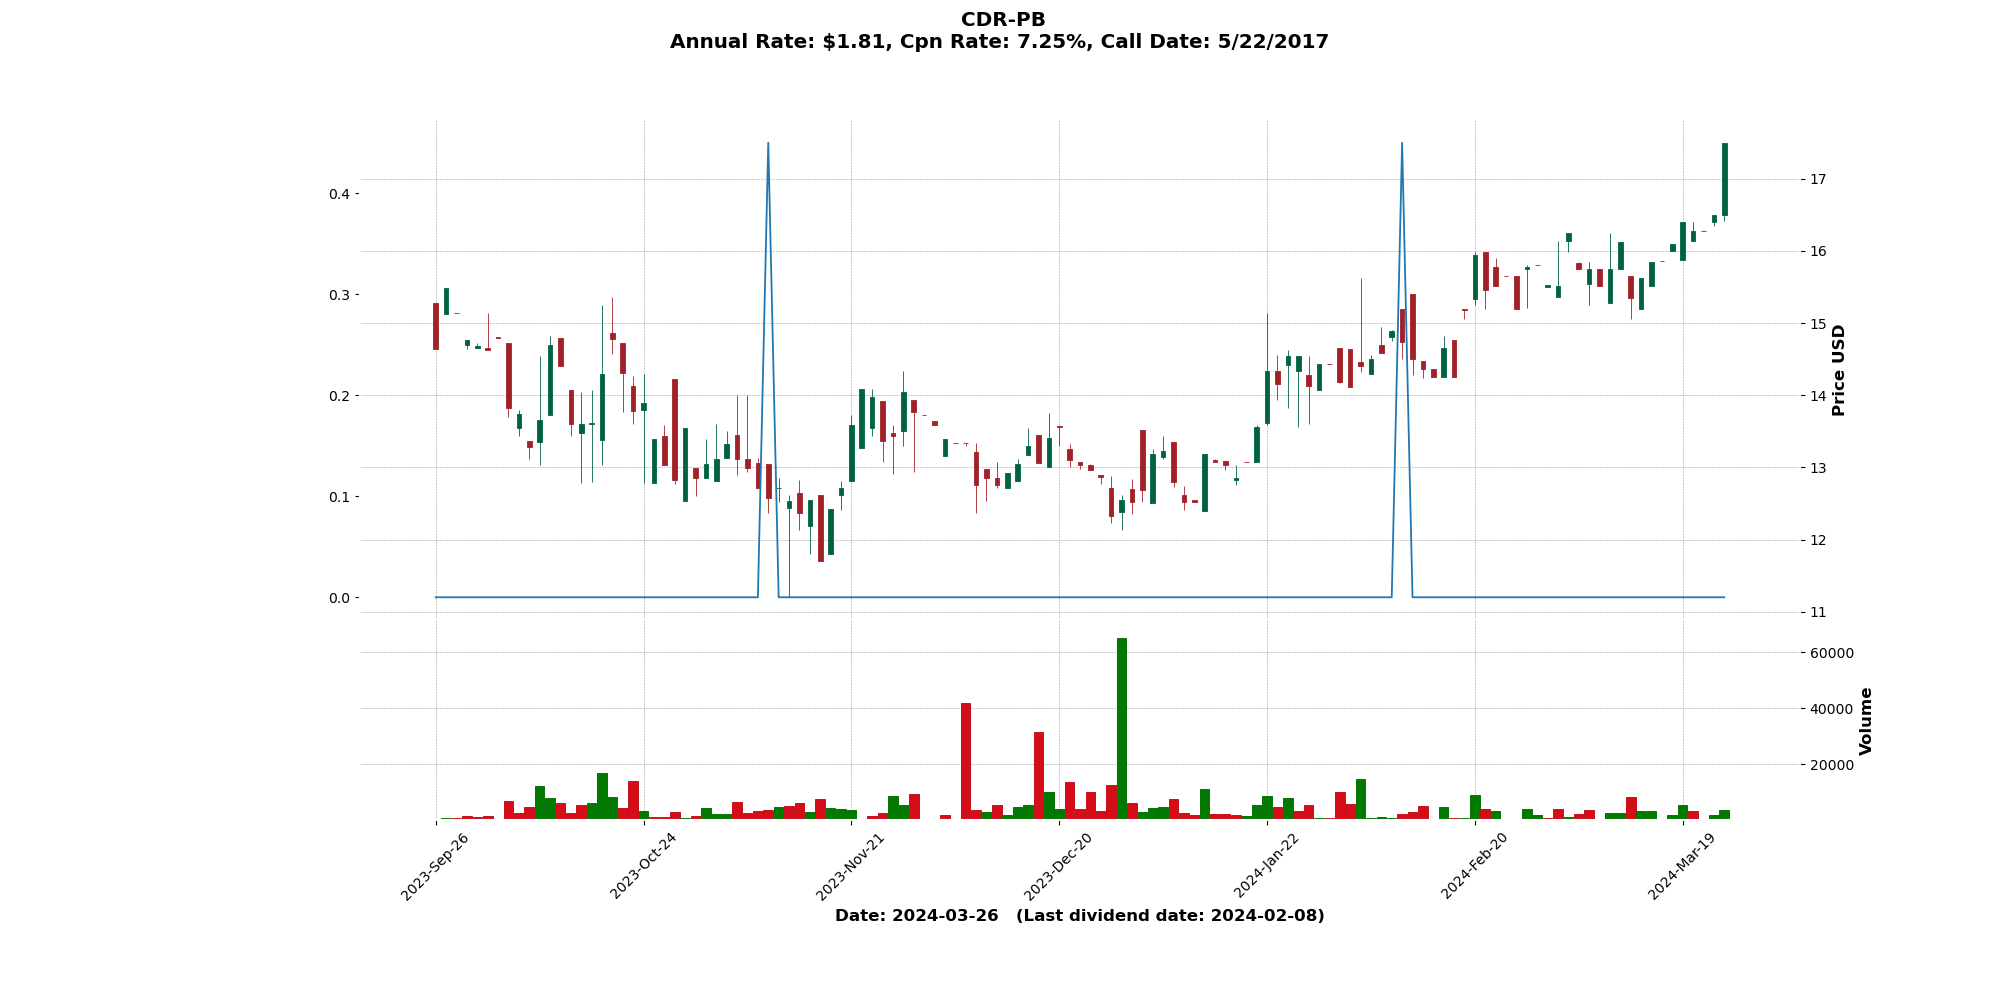 CDR-PB
Annual Rate: $1.81, Cpn Rate: 7.25%, Call Date: 5/22/2017
0.4
0.3
0.2
0.1
0.0
17
16
15
14
13
12
11
Price USD
60000
40000
20000
Volume
2023-Sep-26
2023-Oct-24
2023-Nov-21
2023-Dec-20
2024-Jan-22
2024-Feb-20
2024-Mar-19
Date: 2024-03-26   (Last dividend date: 2024-02-08)